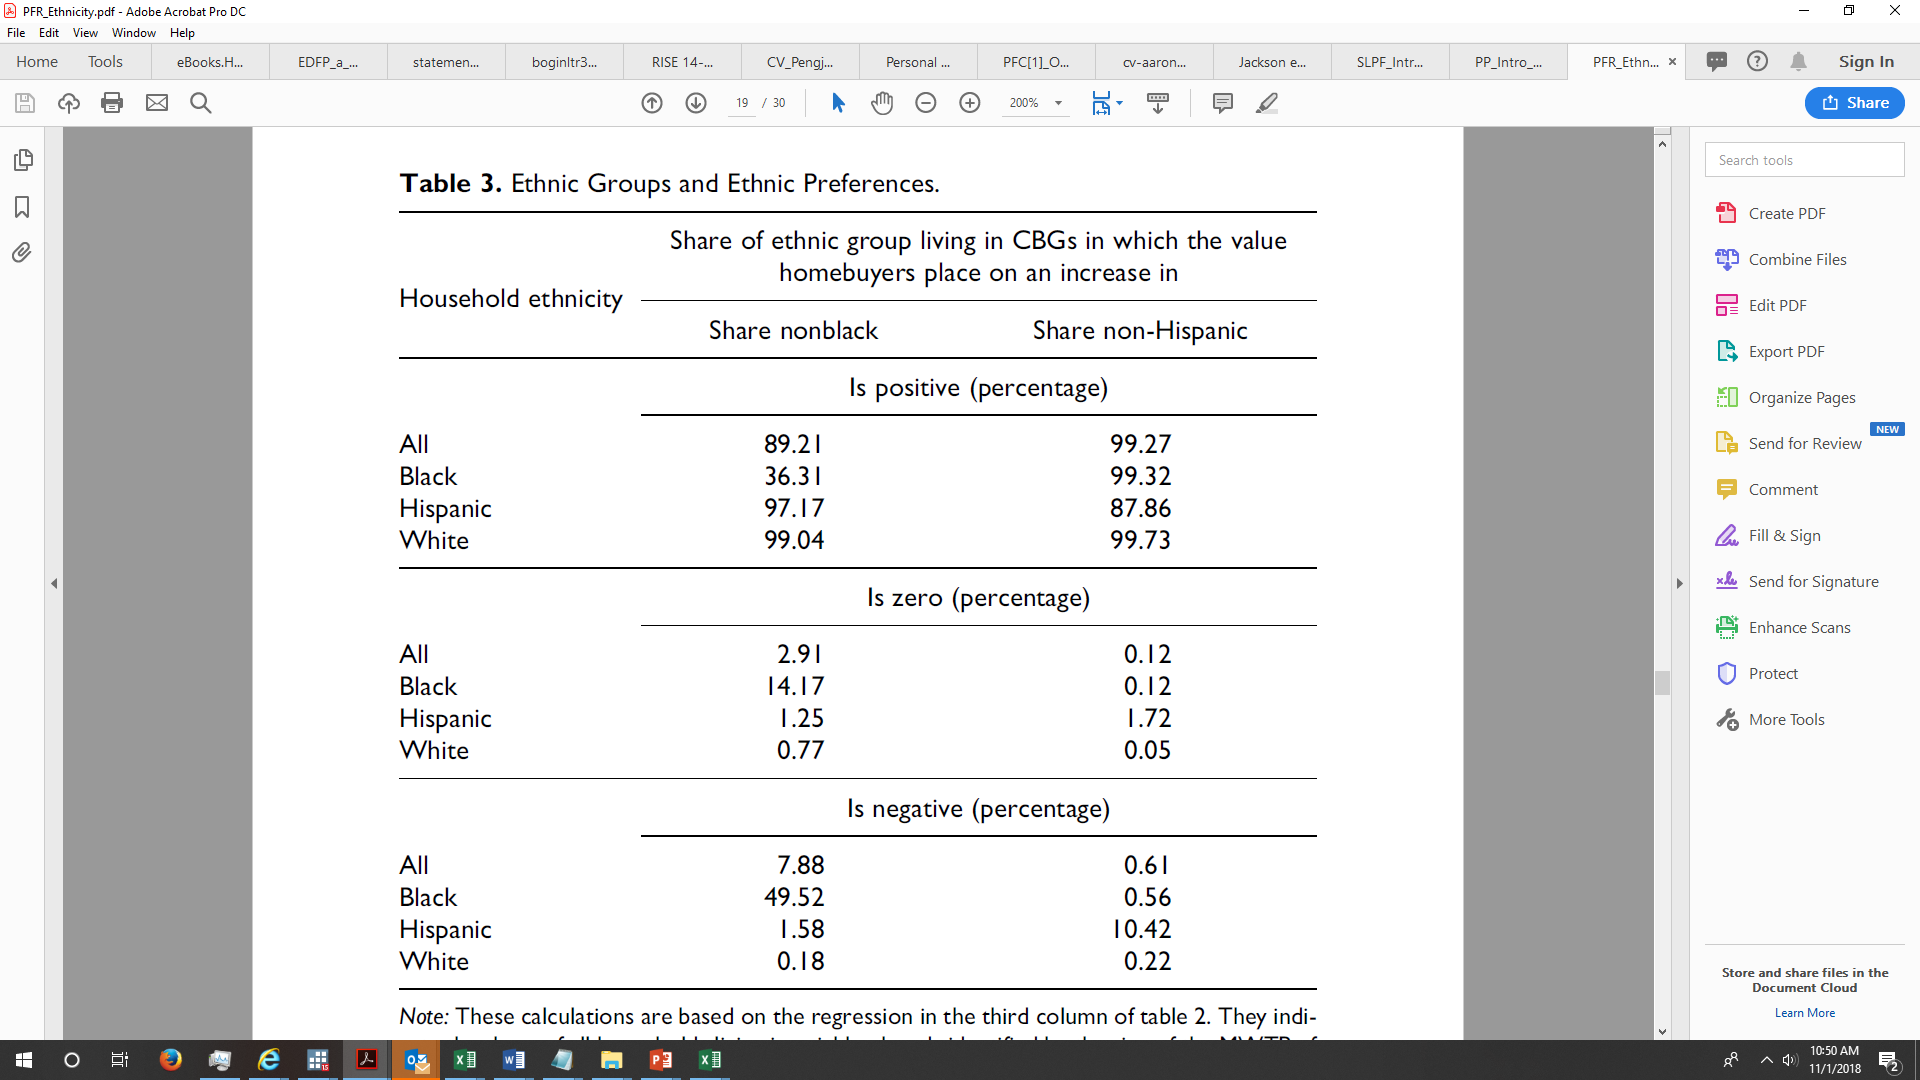 PFR_Ethnicity.pdf - Adobe Acrobat Pro DC
File Edit View Window Help
Home Tools eBooks.H... EDFP_a_... statemen... boginltr3... RISE 14-... CV_Pengj... Personal ... PFC[1]_O... cv-aaron... Jackson e... SLPF_Intr... PP_Intro_... PFR_Ethn... Sign In
19 / 30 200% Share
Table 3. Ethnic Groups and Ethnic Preferences.
Share of ethnic group living in CBGs in which the value
homebuyers place on an increase in
Household ethnicity
Share nonblack Share non-Hispanic
Is positive (percentage)
All 89.21 99.27
Black 36.31 99.32
Hispanic 97.17 87.86
White 99.04 99.73
Is zero (percentage)
All 2.91 0.12
Black 14.17 0.12
Hispanic 1.25 1.72
White 0.77 0.05
Is negative (percentage)
All 7.88 0.61
Black 49.52 0.56
Hispanic 1.58 10.42
White 0.18 0.22
Note: These calculations are based on the regression in the third column of table 2. They indi-
Search tools
Create PDF
Combine Files
Edit PDF
Export PDF
Organize Pages
NEW
Send for Review
Comment
Fill & Sign
Send for Signature
Enhance Scans
Protect
More Tools
Store and share files in the
Document Cloud
Learn More
10:50 AM
11/1/2018
2